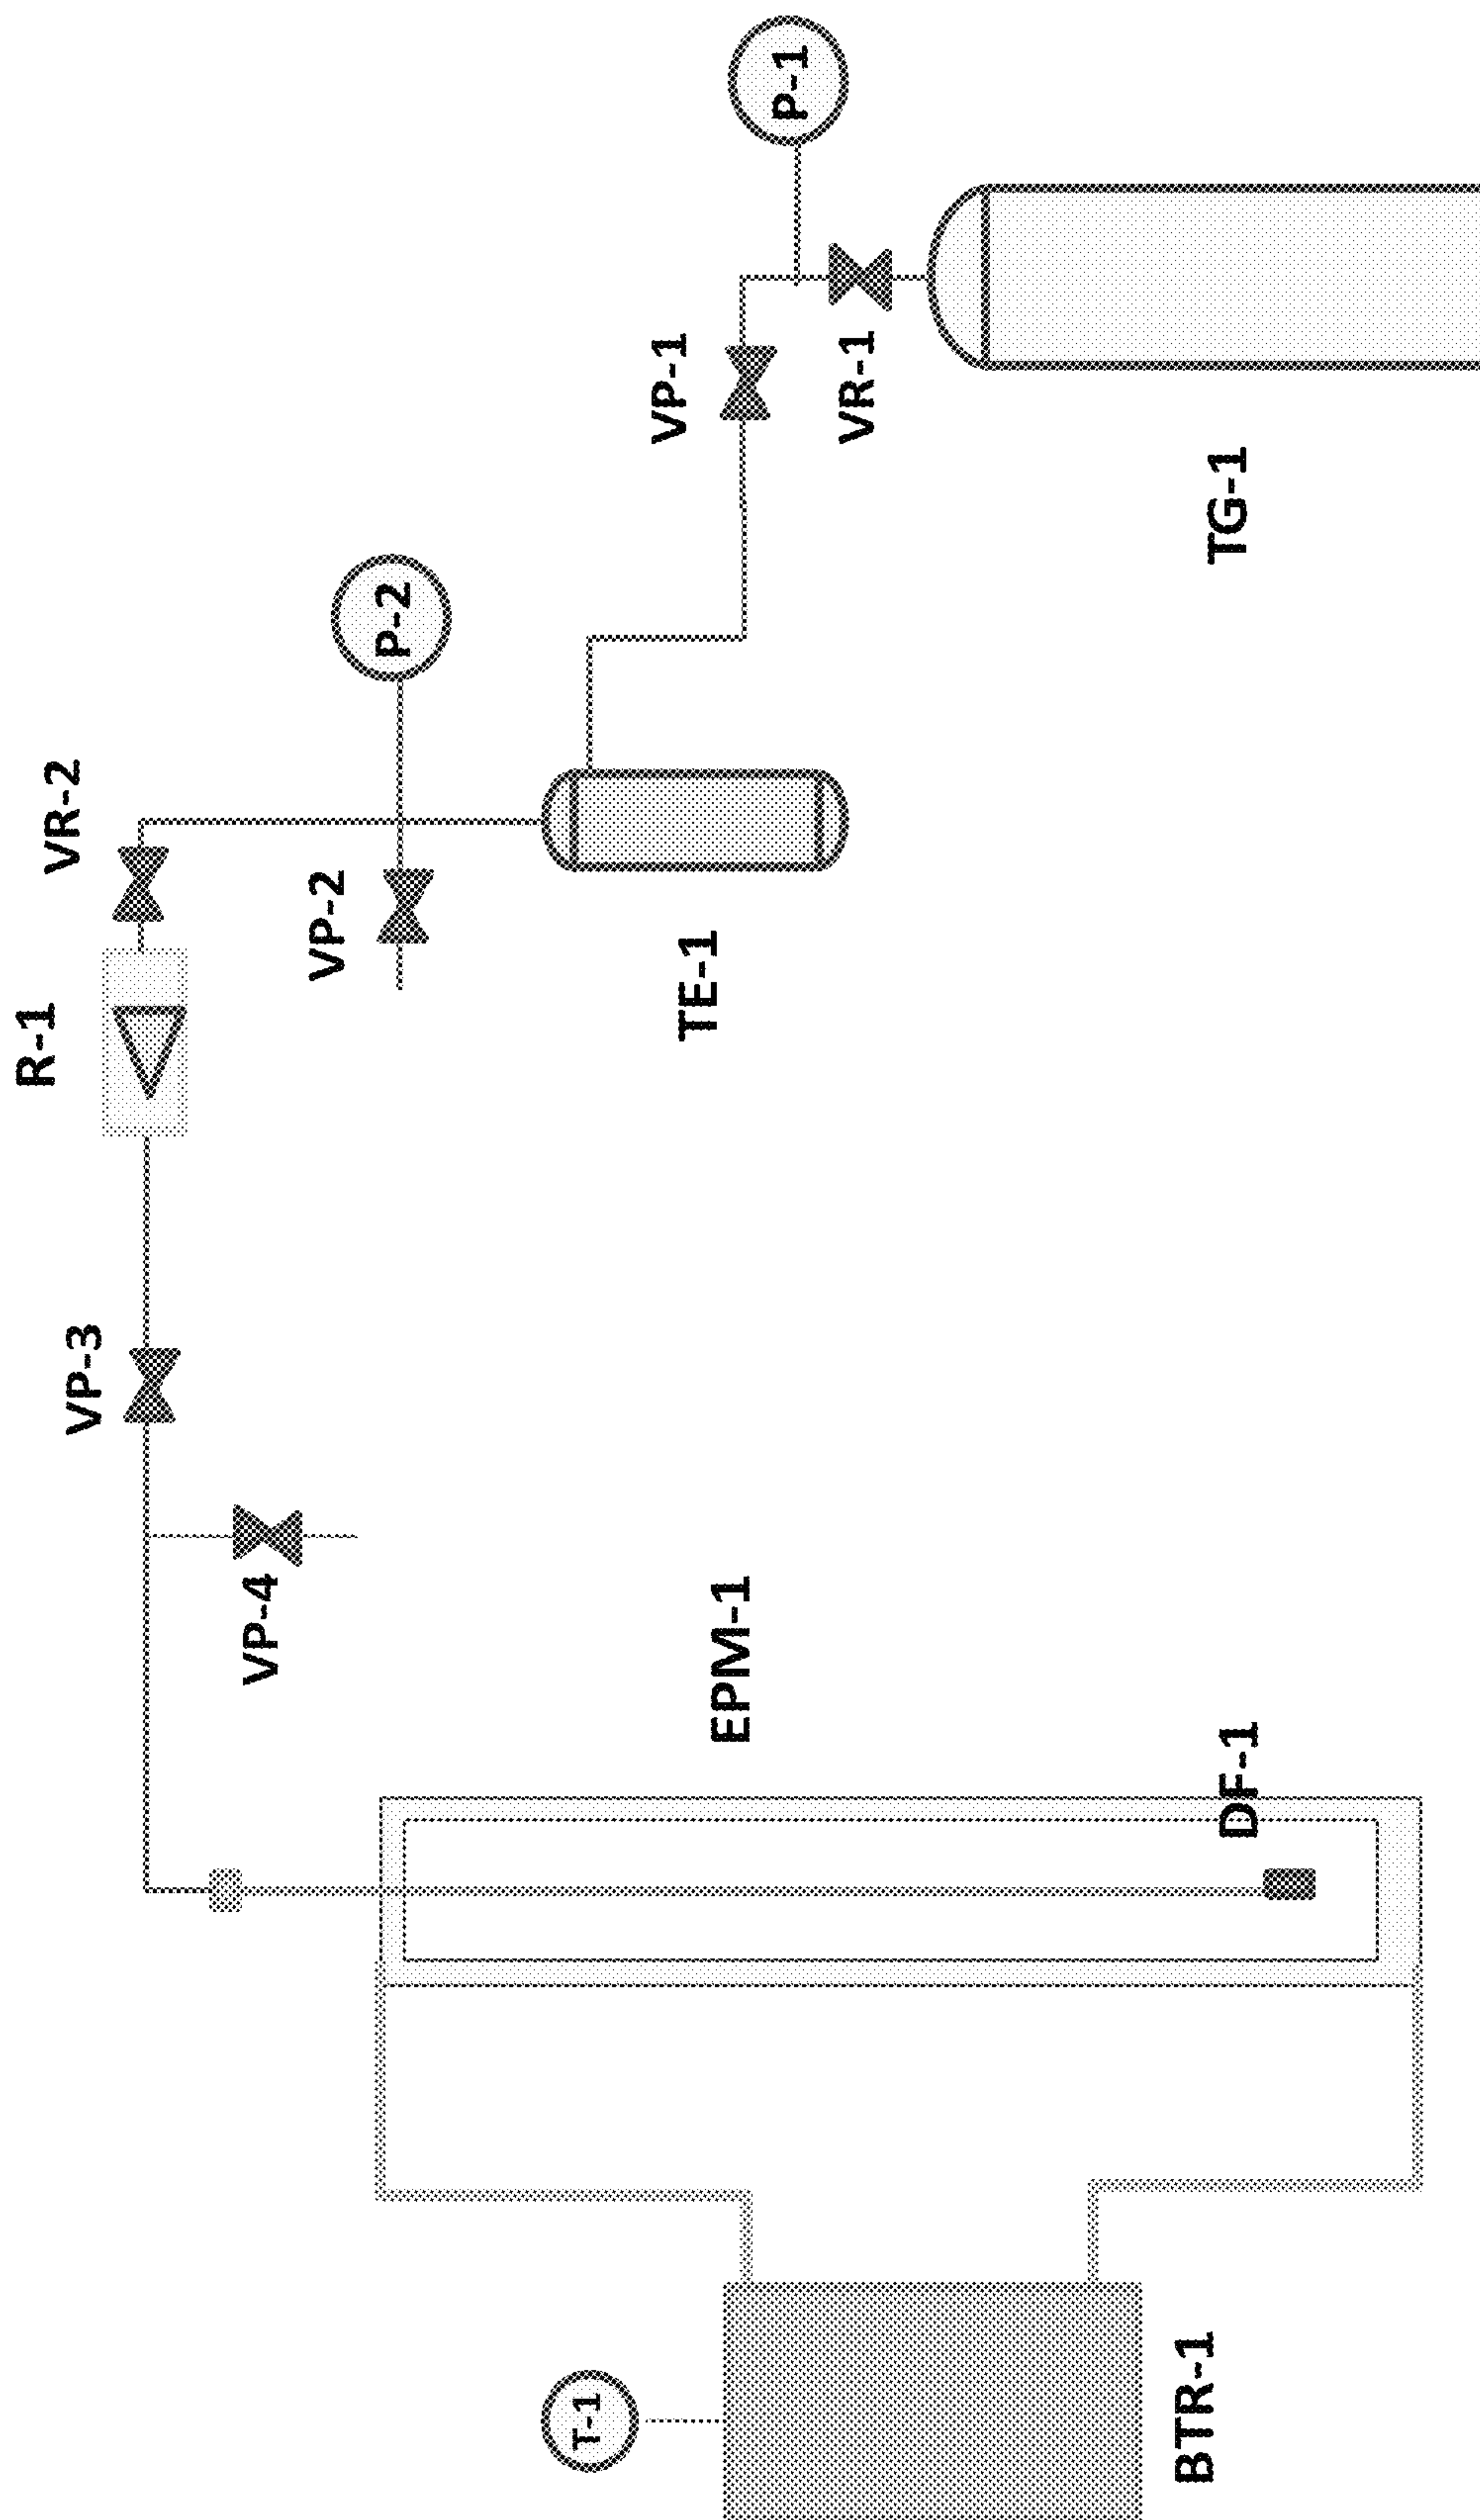 P-1
VP-1
VR-1
TG-1
P-2
VR-2
VP-2
TE-1
R-1
VP-3
VP-4
EPM-1
DF-1
T-1
BTR-1